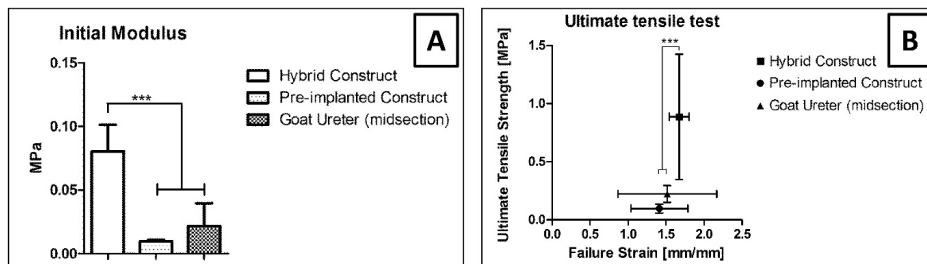 A
Initial Modulus
MPa
0.15
0.10
0.05
0.00
***
Hybrid Construct
Pre-implanted Construct
Goat Ureter (midsection)
B
Ultimate tensile test
Ultimate Tensile Strength [MPa]
1.5
1.0
0.5
0.0
***
0.0 0.5 1.0 1.5 2.0 2.5
Failure Strain [mm/mm]
Hybrid Construct
Pre-implanted Construct
Goat Ureter (midsection)